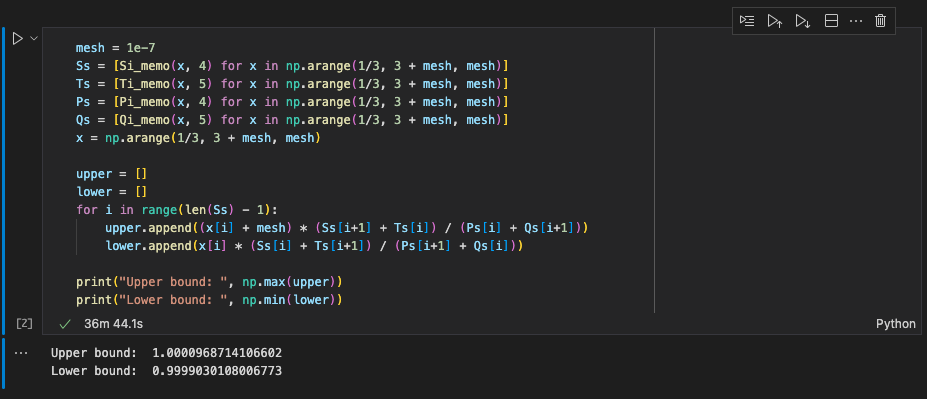 mesh = 1e-7
Ss = [Si_memo(x, 4) for x in np.arange(1/3, 3 + mesh, mesh)]
Ts = [Ti_memo(x, 5) for x in np.arange(1/3, 3 + mesh, mesh)]
Ps = [Pi_memo(x, 4) for x in np.arange(1/3, 3 + mesh, mesh)]
Qs = [Qi_memo(x, 5) for x in np.arange(1/3, 3 + mesh, mesh)]
x = np.arange(1/3, 3 + mesh, mesh)

upper = []
lower = []
for i in range(len(Ss) - 1):
    upper.append((x[i] + mesh) * (Ss[i+1] + Ts[i]) / (Ps[i] + Qs[i+1]))
    lower.append(x[i] * (Ss[i] + Ts[i+1]) / (Ps[i+1] + Qs[i]))

print("Upper bound: ", np.max(upper))
print("Lower bound: ", np.min(lower))
[2] 36m 44.1s Python
Upper bound:  1.0000968714106602
Lower bound:  0.9999030108006773